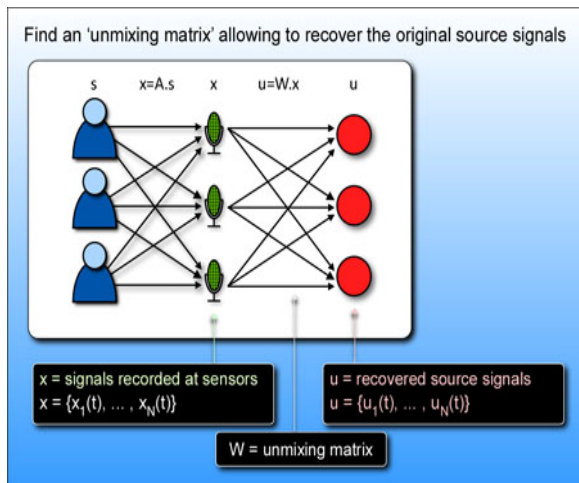 Find an ‘unmixing matrix’ allowing to recover the original source signals
s x=A.s x u=W.x u
x = signals recorded at sensors
x = {x1(t), ... , xN(t)}
u = recovered source signals
u = {u1(t), ... , uN(t)}
W = unmixing matrix